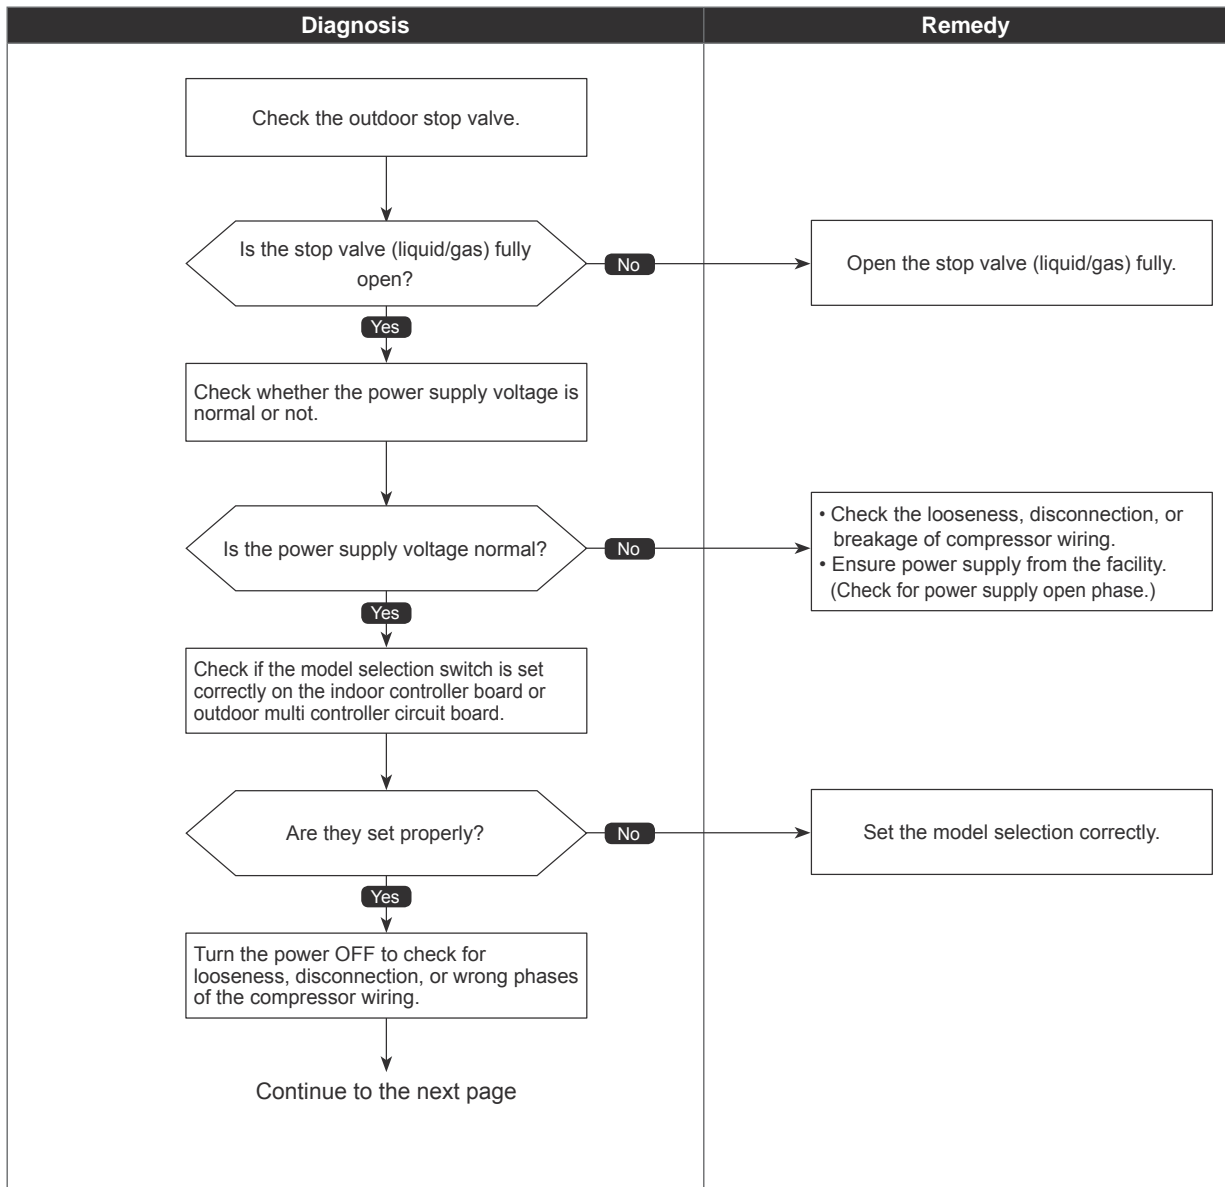 Diagnosis
Remedy
Check the outdoor stop valve.
Is the stop valve (liquid/gas) fully
open?
No
Open the stop valve (liquid/gas) fully.
Yes
Check whether the power supply voltage is
normal or not.
Is the power supply voltage normal?
No
• Check the looseness, disconnection, or
breakage of compressor wiring.
• Ensure power supply from the facility.
(Check for power supply open phase.)
Yes
Check if the model selection switch is set
correctly on the indoor controller board or
outdoor multi controller circuit board.
Are they set properly?
No
Set the model selection correctly.
Yes
Turn the power OFF to check for
looseness, disconnection, or wrong phases
of the compressor wiring.
Continue to the next page